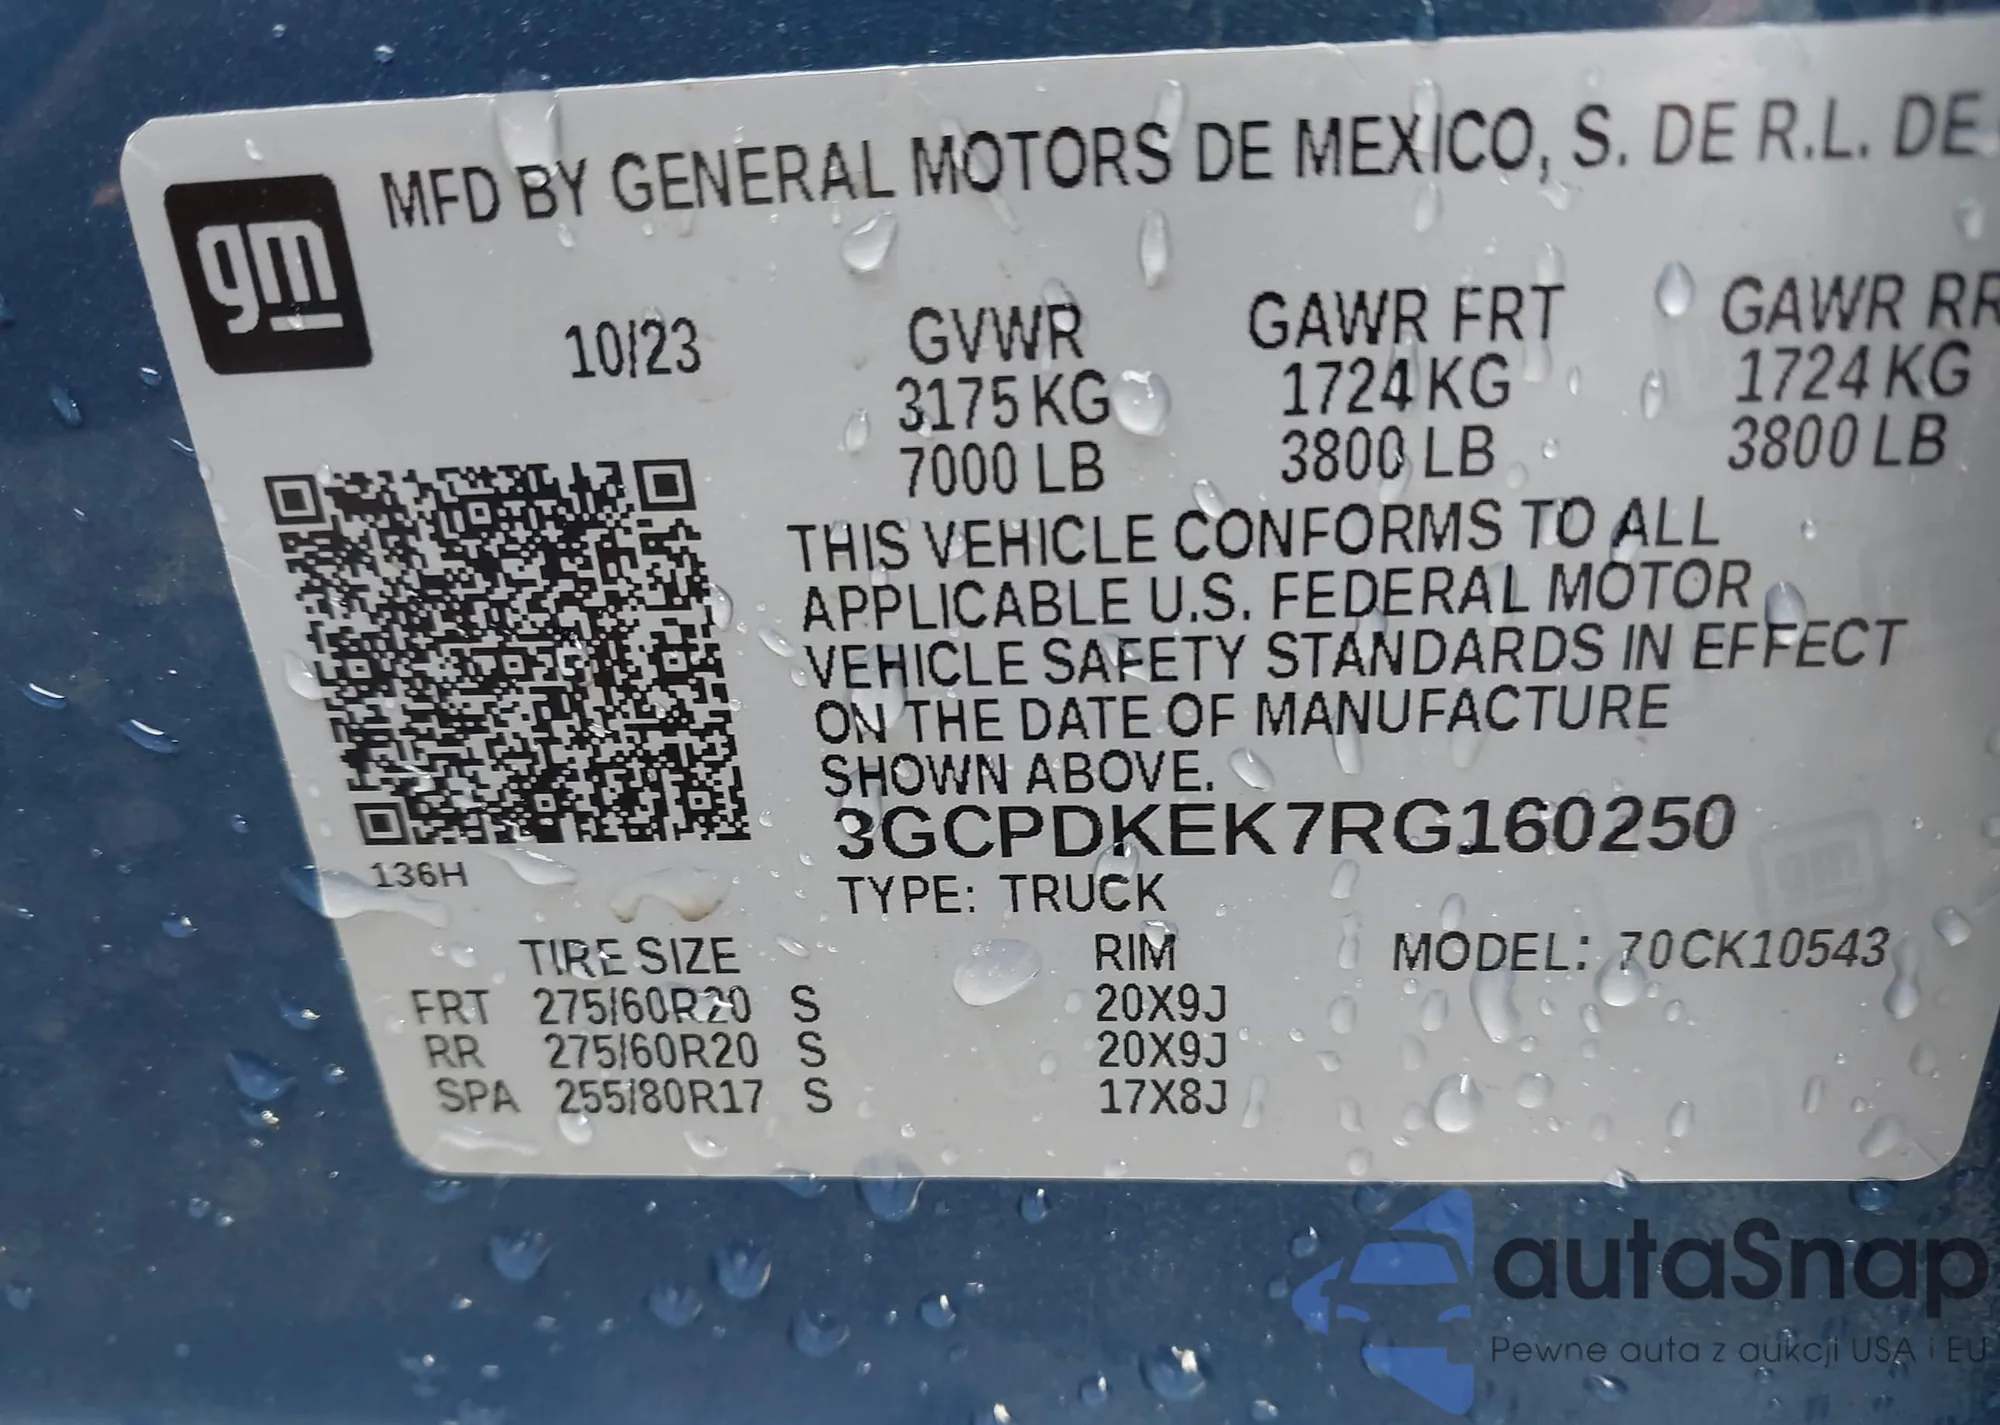 MFD BY GENERAL MOTORS DE MEXICO, S. DE R.L. DE
gm
10/23
GVWR GAWR FRT GAWR RR
3175 KG 1724 KG 1724 KG
7000 LB 3800 LB 3800 LB
THIS VEHICLE CONFORMS TO ALL
APPLICABLE U.S. FEDERAL MOTOR
VEHICLE SAFETY STANDARDS IN EFFECT
ON THE DATE OF MANUFACTURE
SHOWN ABOVE.
3GCPDKEK7RG160250
136H
TYPE: TRUCK
TIRE SIZE RIM MODEL: 70CK10543
FRT 275/60R20 S 20X9J
RR 275/60R20 S 20X9J
SPA 255/80R17 S 17X8J
autaSnap
Pewne auta z aukcji USA i EU